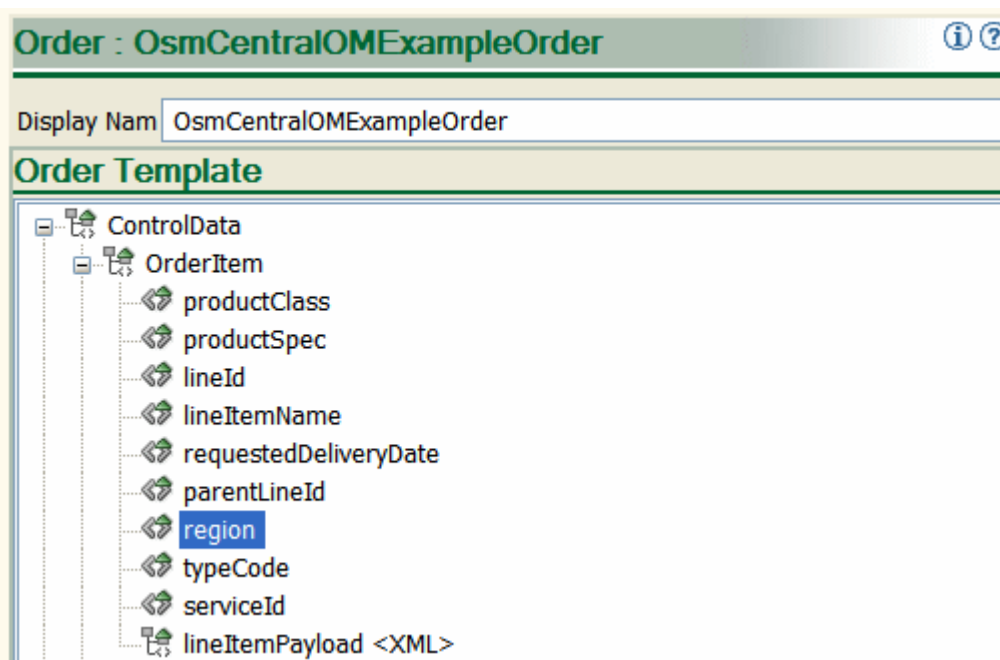 Order : OsmCentralOMExampleOrder
Display Nam OsmCentralOMExampleOrder
Order Template
ControlData
OrderItem
productClass
productSpec
lineId
lineItemName
requestedDeliveryDate
parentLineId
region
typeCode
serviceId
lineItemPayload <XML>